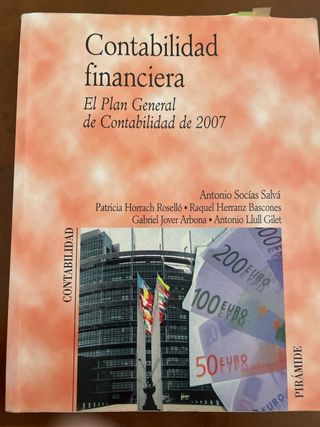 Contabilidad
financiera
El Plan General
de Contabilidad de 2007
Antonio Socías Salvá
Patricia Horrach Roselló • Raquel Herranz Bascones
Gabriel Jover Arbona • Antonio Llull Gilet
CONTABILIDAD
200 EURO
100 EURO
50 EURO
PIRÁMIDE